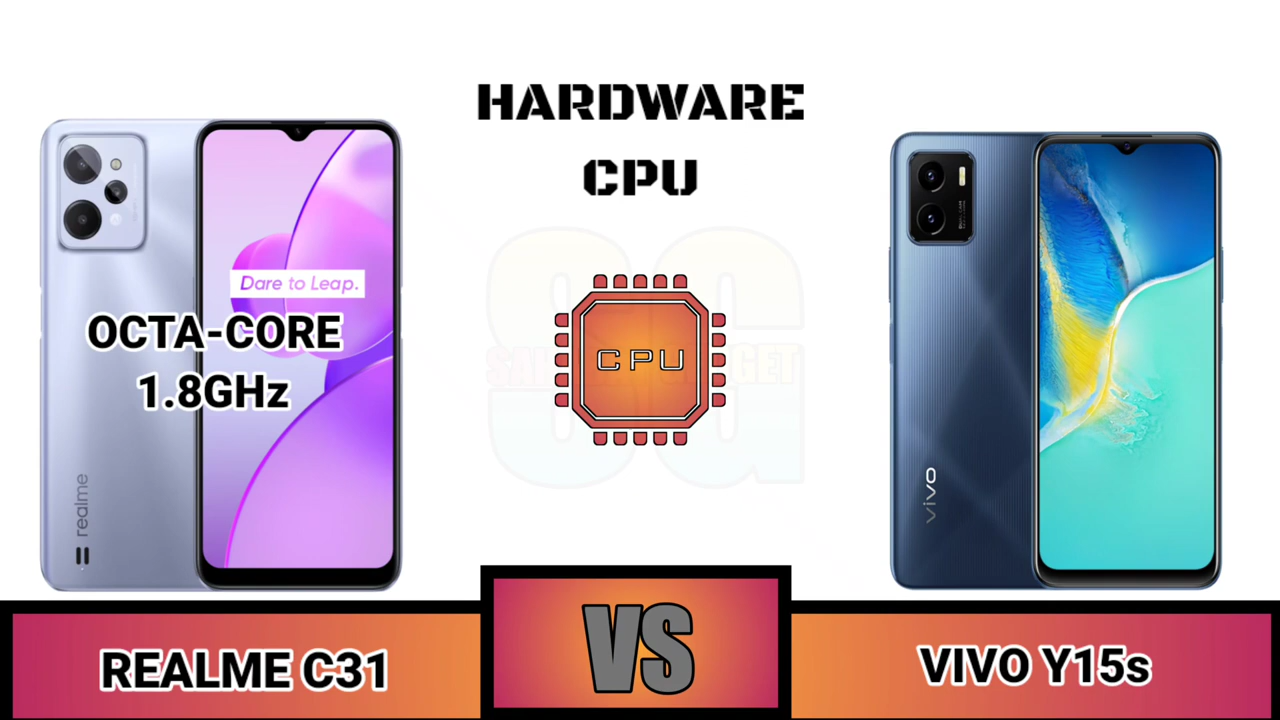 HARDWARE
CPU
Dare to Leap.
OCTA-CORE
1.8GHz
CPU
realme
vivo
REALME C31
VS
VIVO Y15s